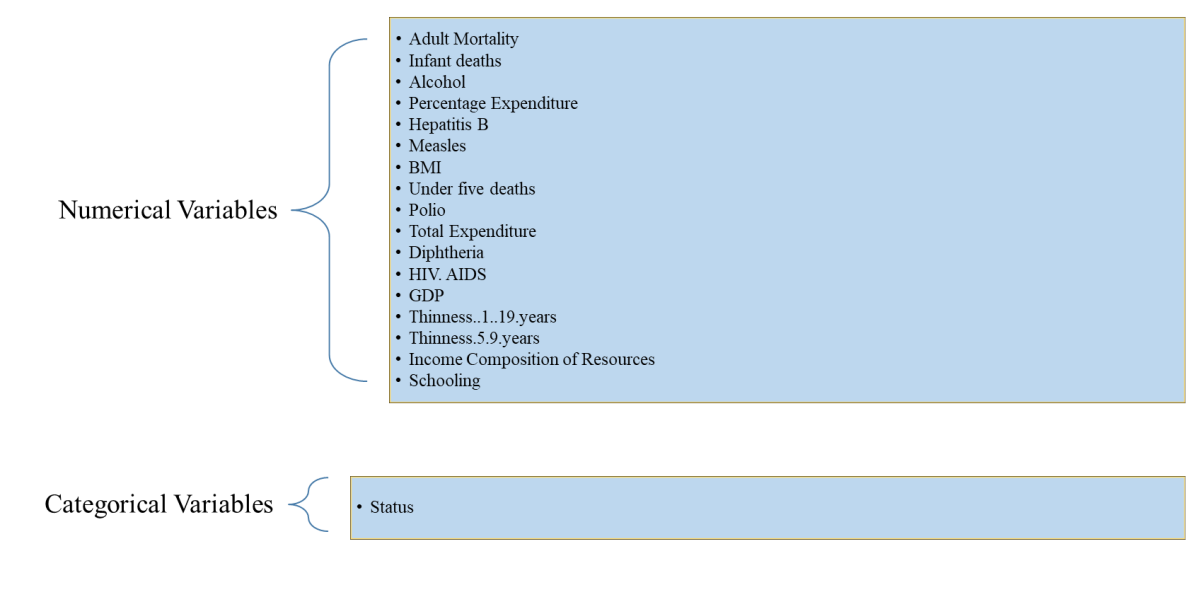 Numerical Variables
• Adult Mortality
• Infant deaths
• Alcohol
• Percentage Expenditure
• Hepatitis B
• Measles
• BMI
• Under five deaths
• Polio
• Total Expenditure
• Diphtheria
• HIV. AIDS
• GDP
• Thinness..1..19.years
• Thinness.5.9.years
• Income Composition of Resources
• Schooling
Categorical Variables
• Status